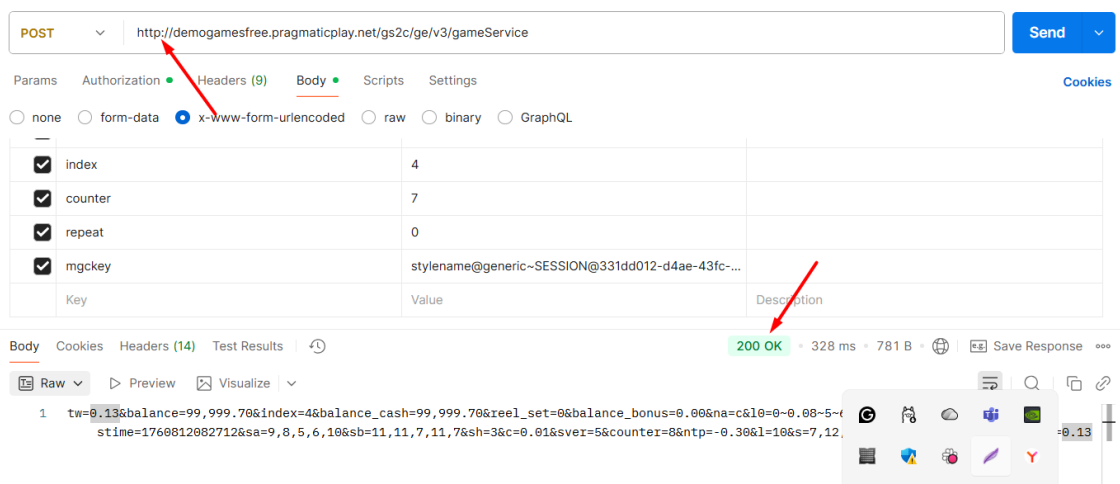 POST http://demogamesfree.pragmaticplay.net/gs2c/ge/v3/gameService Send
Params Authorization Headers (9) Body Scripts Settings Cookies
none form-data x-www-form-urlencoded raw binary GraphQL
index 4
counter 7
repeat 0
mgckey stylename@generic~SESSION@331dd012-d4ae-43fc-...
Key Value Description
Body Cookies Headers (14) Test Results 200 OK 328 ms 781 B e.g. Save Response
Raw Preview Visualize
1 tw=0.13&balance=99,999.70&index=4&balance_cash=99,999.70&reel_set=0&balance_bonus=0.00&na=c&l0=0~0.08~5~
stime=1760812082712&sa=9,8,5,6,10&sb=11,11,7,11,7&sh=3&c=0.01&sver=5&counter=8&ntp=-0.30&l=10&s=7,12, =0.13